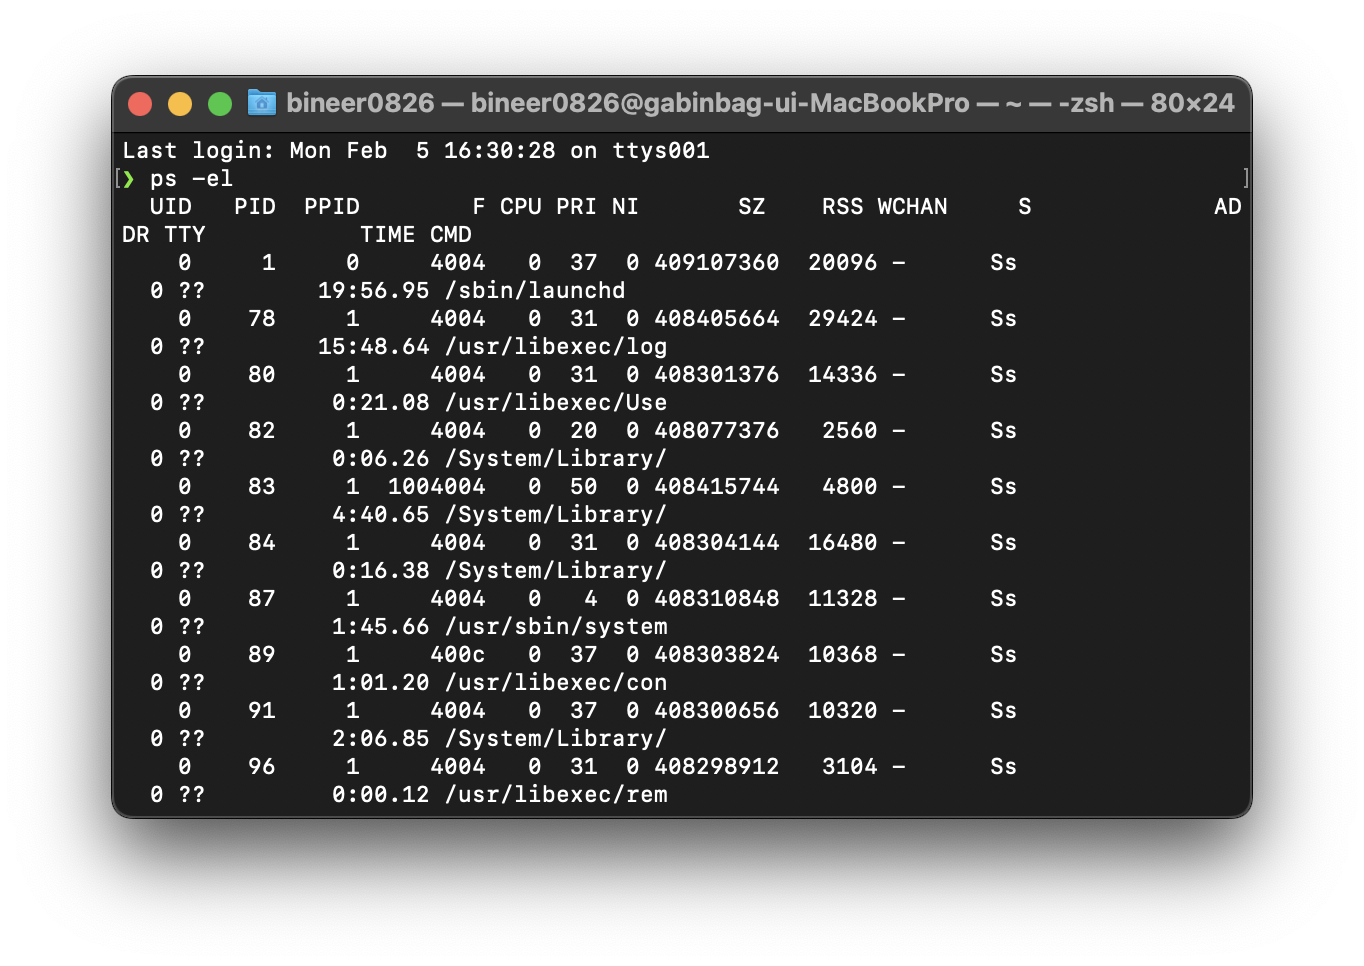 bineer0826 — bineer0826@gabinbag-ui-MacBookPro — ~ — -zsh — 80×24
Last login: Mon Feb  5 16:30:28 on ttys001
[❯ ps -el                                                                       ]
  UID   PID  PPID        F CPU PRI NI       SZ    RSS WCHAN     S             AD
DR TTY           TIME CMD
    0     1     0     4004   0  37  0 409107360  20096 -      Ss
  0 ??        19:56.95 /sbin/launchd
    0    78     1     4004   0  31  0 408405664  29424 -      Ss
  0 ??        15:48.64 /usr/libexec/log
    0    80     1     4004   0  31  0 408301376  14336 -      Ss
  0 ??         0:21.08 /usr/libexec/Use
    0    82     1     4004   0  20  0 408077376   2560 -      Ss
  0 ??         0:06.26 /System/Library/
    0    83     1  1004004   0  50  0 408415744   4800 -      Ss
  0 ??         4:40.65 /System/Library/
    0    84     1     4004   0  31  0 408304144  16480 -      Ss
  0 ??         0:16.38 /System/Library/
    0    87     1     4004   0   4  0 408310848  11328 -      Ss
  0 ??         1:45.66 /usr/sbin/system
    0    89     1     400c   0  37  0 408303824  10368 -      Ss
  0 ??         1:01.20 /usr/libexec/con
    0    91     1     4004   0  37  0 408300656  10320 -      Ss
  0 ??         2:06.85 /System/Library/
    0    96     1     4004   0  31  0 408298912   3104 -      Ss
  0 ??         0:00.12 /usr/libexec/rem